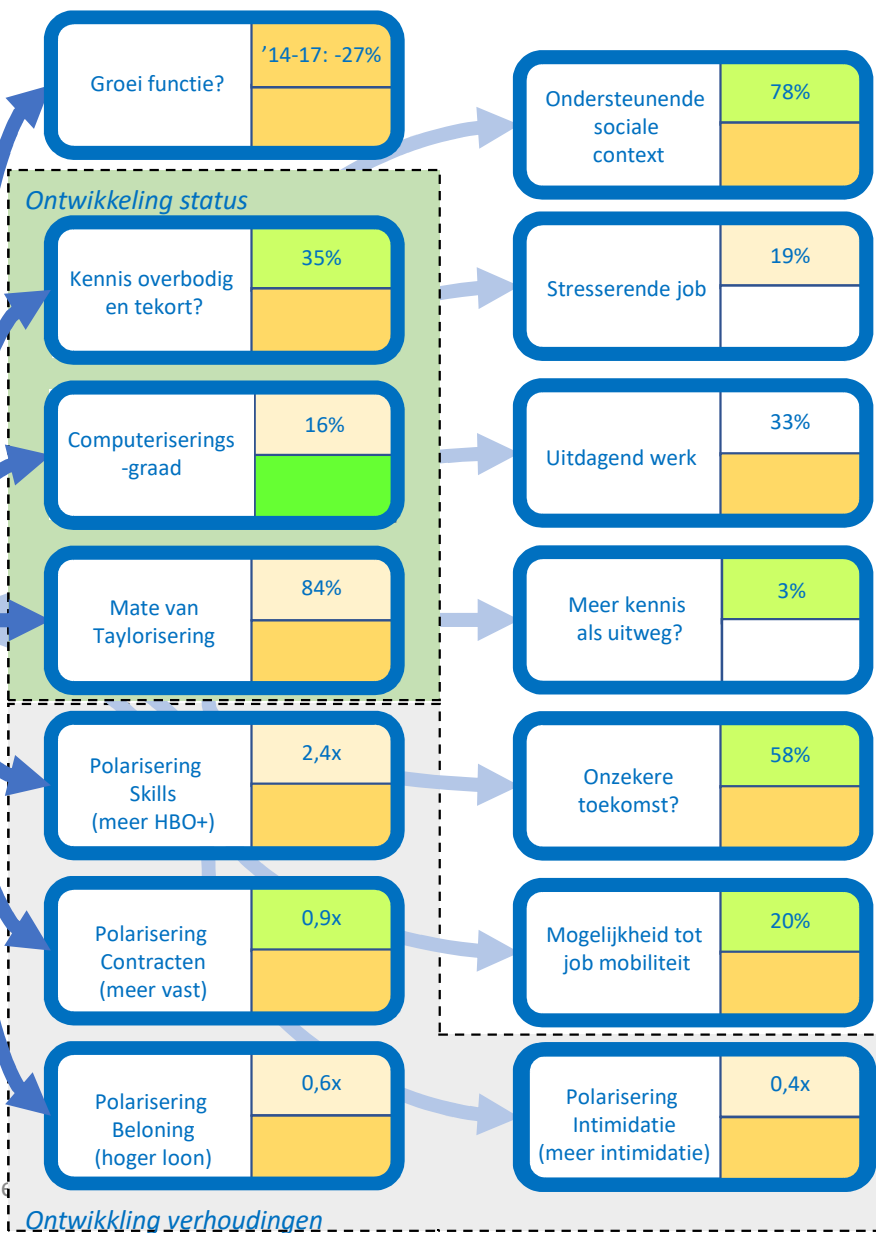 Groei functie?
’14-17: -27%
Ontwikkeling status
Kennis overbodig
en tekort?
35%
Computiserings
-graad
16%
Mate van
Taylorisering
84%
Polarisering
Skills
(meer HBO+)
2,4x
Polarisering
Contracten
(meer vast)
0,9x
Polarisering
Beloning
(hoger loon)
0,6x
Ontwikkling verhoudingen
Ondersteunende
sociale
context
78%
Stresserende job
19%
Uitdagend werk
33%
Meer kennis
als uitweg?
3%
Onzekere
toekomst?
58%
Mogelijkheid tot
job mobiliteit
20%
Polarisering
Intimidatie
(meer intimidatie)
0,4x